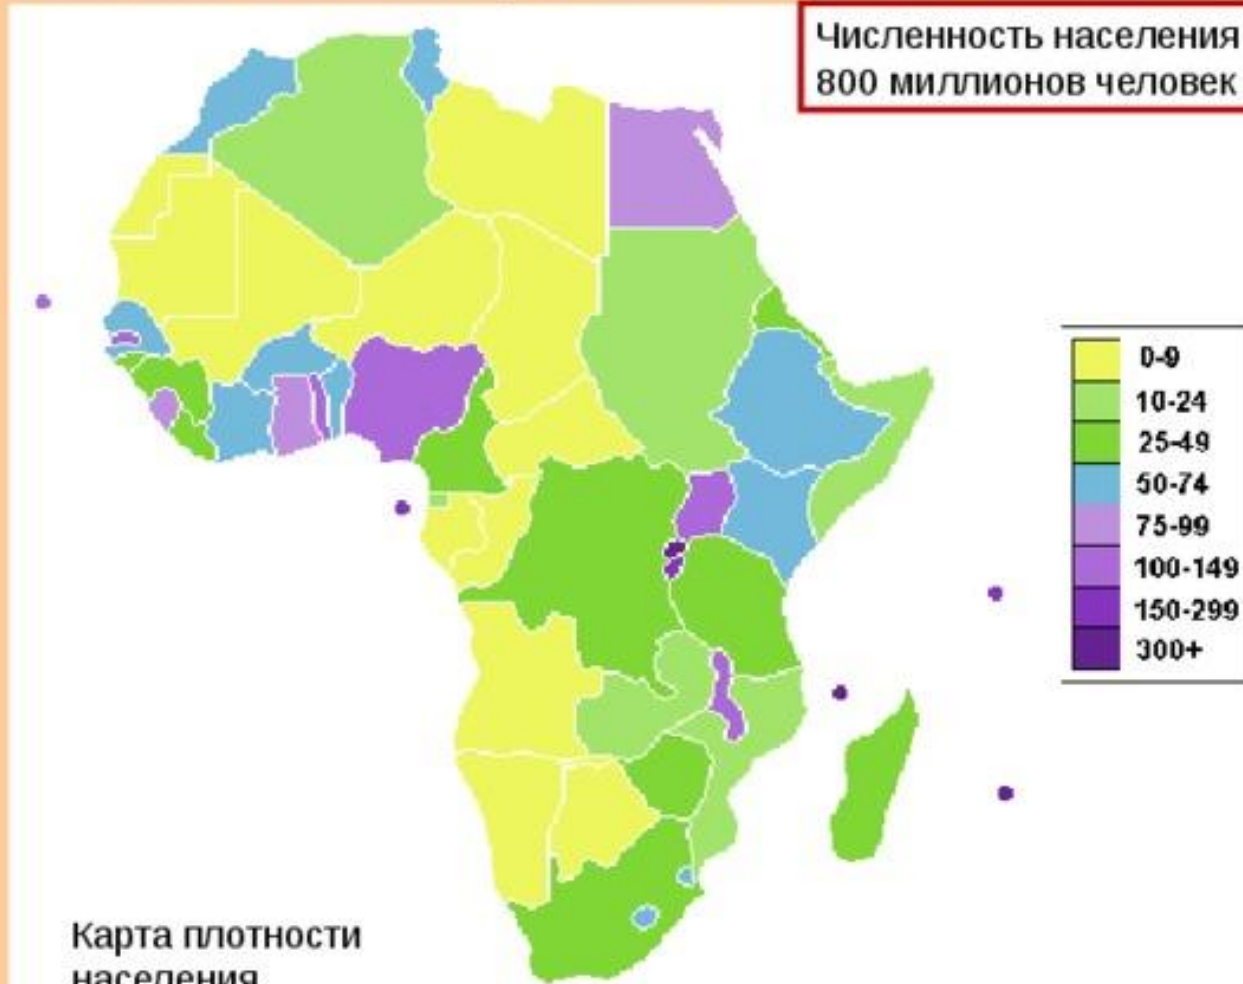 Численность населения
800 миллионов человек
0-9
10-24
25-49
50-74
75-99
100-149
150-299
300+
Карта плотности
населения